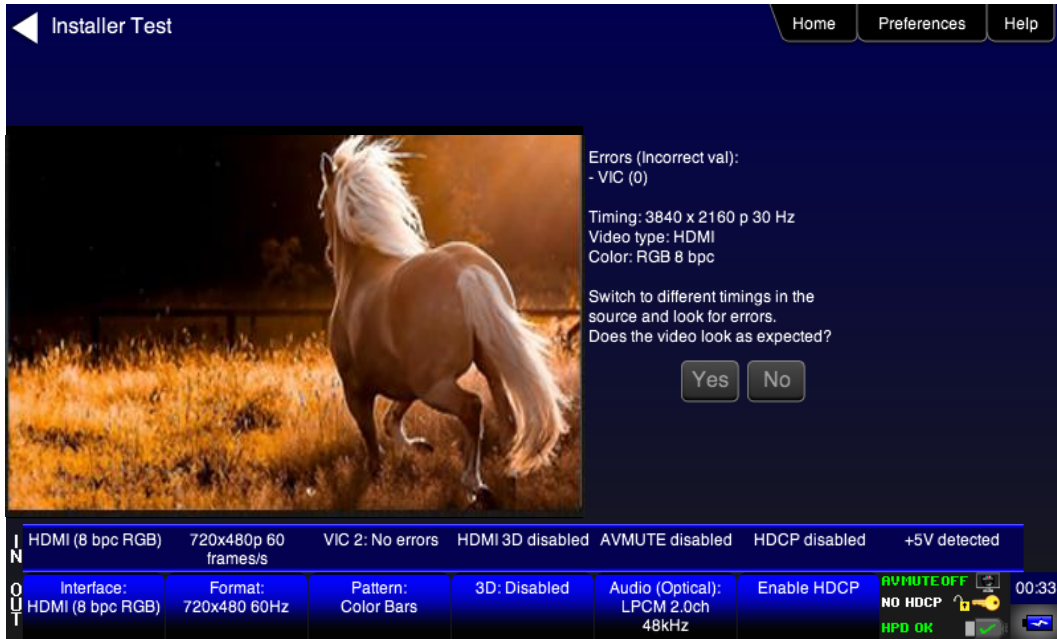 Installer Test
Home
Preferences
Help
Errors (Incorrect val):
- VIC (0)
Timing: 3840 x 2160 p 30 Hz
Video type: HDMI
Color: RGB 8 bpc
Switch to different timings in the
source and look for errors.
Does the video look as expected?
Yes
No
IN
HDMI (8 bpc RGB)
720x480p 60
frames/s
VIC 2: No errors
HDMI 3D disabled
AVMUTE disabled
HDCP disabled
+5V detected
OUT
Interface:
HDMI (8 bpc RGB)
Format:
720x480 60Hz
Pattern:
Color Bars
3D: Disabled
Audio (Optical):
LPCM 2.0ch
48kHz
Enable HDCP
AVMUTEOFF
NO HDCP
HPD OK
00:33